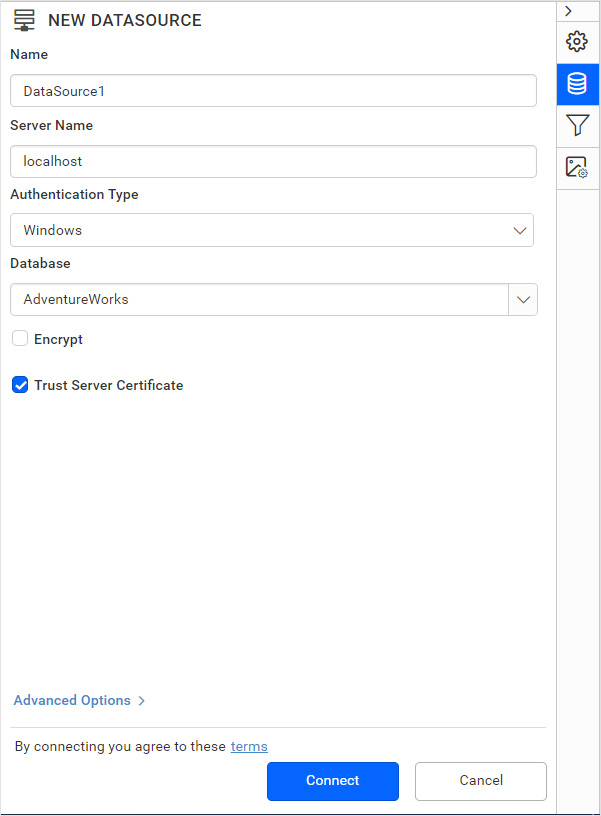 NEW DATASOURCE
Name
DataSource1
Server Name
localhost
Authentication Type
Windows
Database
AdventureWorks
Encrypt
Trust Server Certificate
Advanced Options
By connecting you agree to these terms
Connect
Cancel